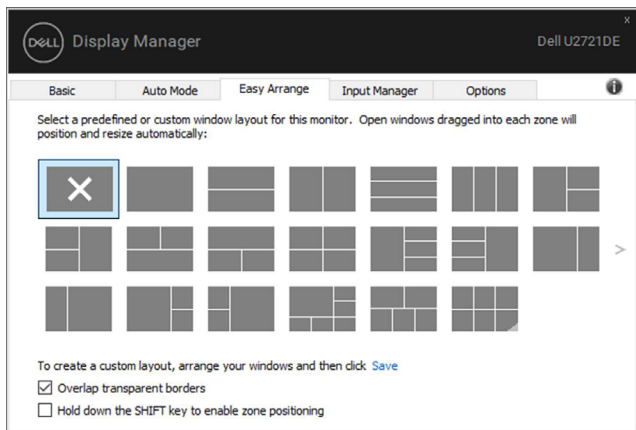 x
DELL Display Manager
Dell U2721DE
Basic Auto Mode Easy Arrange Input Manager Options
Select a predefined or custom window layout for this monitor. Open windows dragged into each zone will
position and resize automatically:
>
To create a custom layout, arrange your windows and then click Save
Overlap transparent borders
Hold down the SHIFT key to enable zone positioning